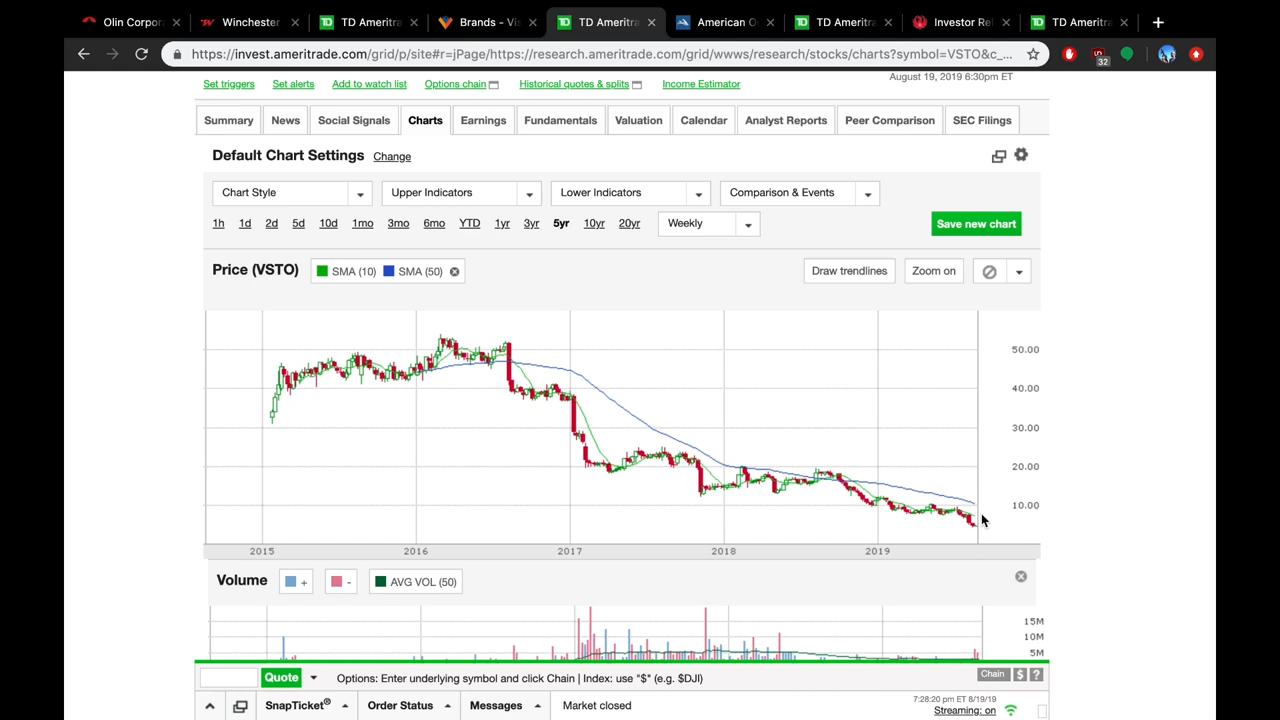 Olin Corpora
Winchester
TD Ameritra
Brands – Vis
TD Ameritra
American Ou
TD Ameritra
Investor Rel
TD Ameritra
https://invest.ameritrade.com/grid/p/site#r=jPage/https://research.ameritrade.com/grid/wwws/research/stocks/charts?symbol=VSTO&c_...
32
Set triggers Set alerts Add to watch list Options chain Historical quotes & splits Income Estimator
August 19, 2019 6:30pm ET
Summary News Social Signals Charts Earnings Fundamentals Valuation Calendar Analyst Reports Peer Comparison SEC Filings
Default Chart Settings Change
Chart Style Upper Indicators Lower Indicators Comparison & Events
1h 1d 2d 5d 10d 1mo 3mo 6mo YTD 1yr 3yr 5yr 10yr 20yr Weekly Save new chart
Price (VSTO) SMA (10) SMA (50) Draw trendlines Zoom on
50.00
40.00
30.00
20.00
10.00
2015 2016 2017 2018 2019
Volume + - AVG VOL (50)
15M
10M
5M
Quote Options: Enter underlying symbol and click Chain | Index: use "$" (e.g. $DJI) Chain $ ?
SnapTicket® Order Status Messages Market closed
7:28:20 pm ET 8/19/19
Streaming: on